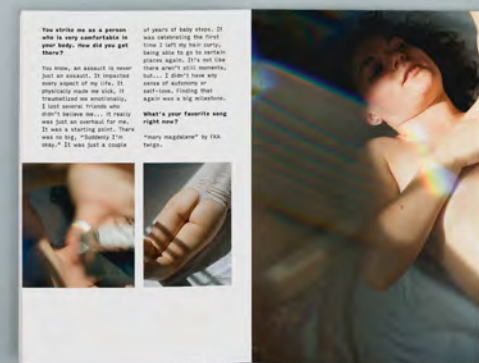 You strike me as a person
who is very comfortable in
your body. How did you get
there?
You know, an assault is never
just an assault. It impacted
every aspect of my life. It
physically made me sick, it
traumatized me emotionally,
I lost several friends who
didn't believe me... it really
was just an overhaul for me.
It was a starting point. There
was no big, "Suddenly I'm
okay." It was just a couple
of years of baby steps. It
was celebrating the first
time I left my hair curly,
being able to go to certain
places again. It's not like
there aren't still moments,
but... I didn't have any
sense of autonomy or
self-love. Finding that
again was a big milestone.
What's your favorite song
right now?
"mary magdalene" by FKA
twigs.